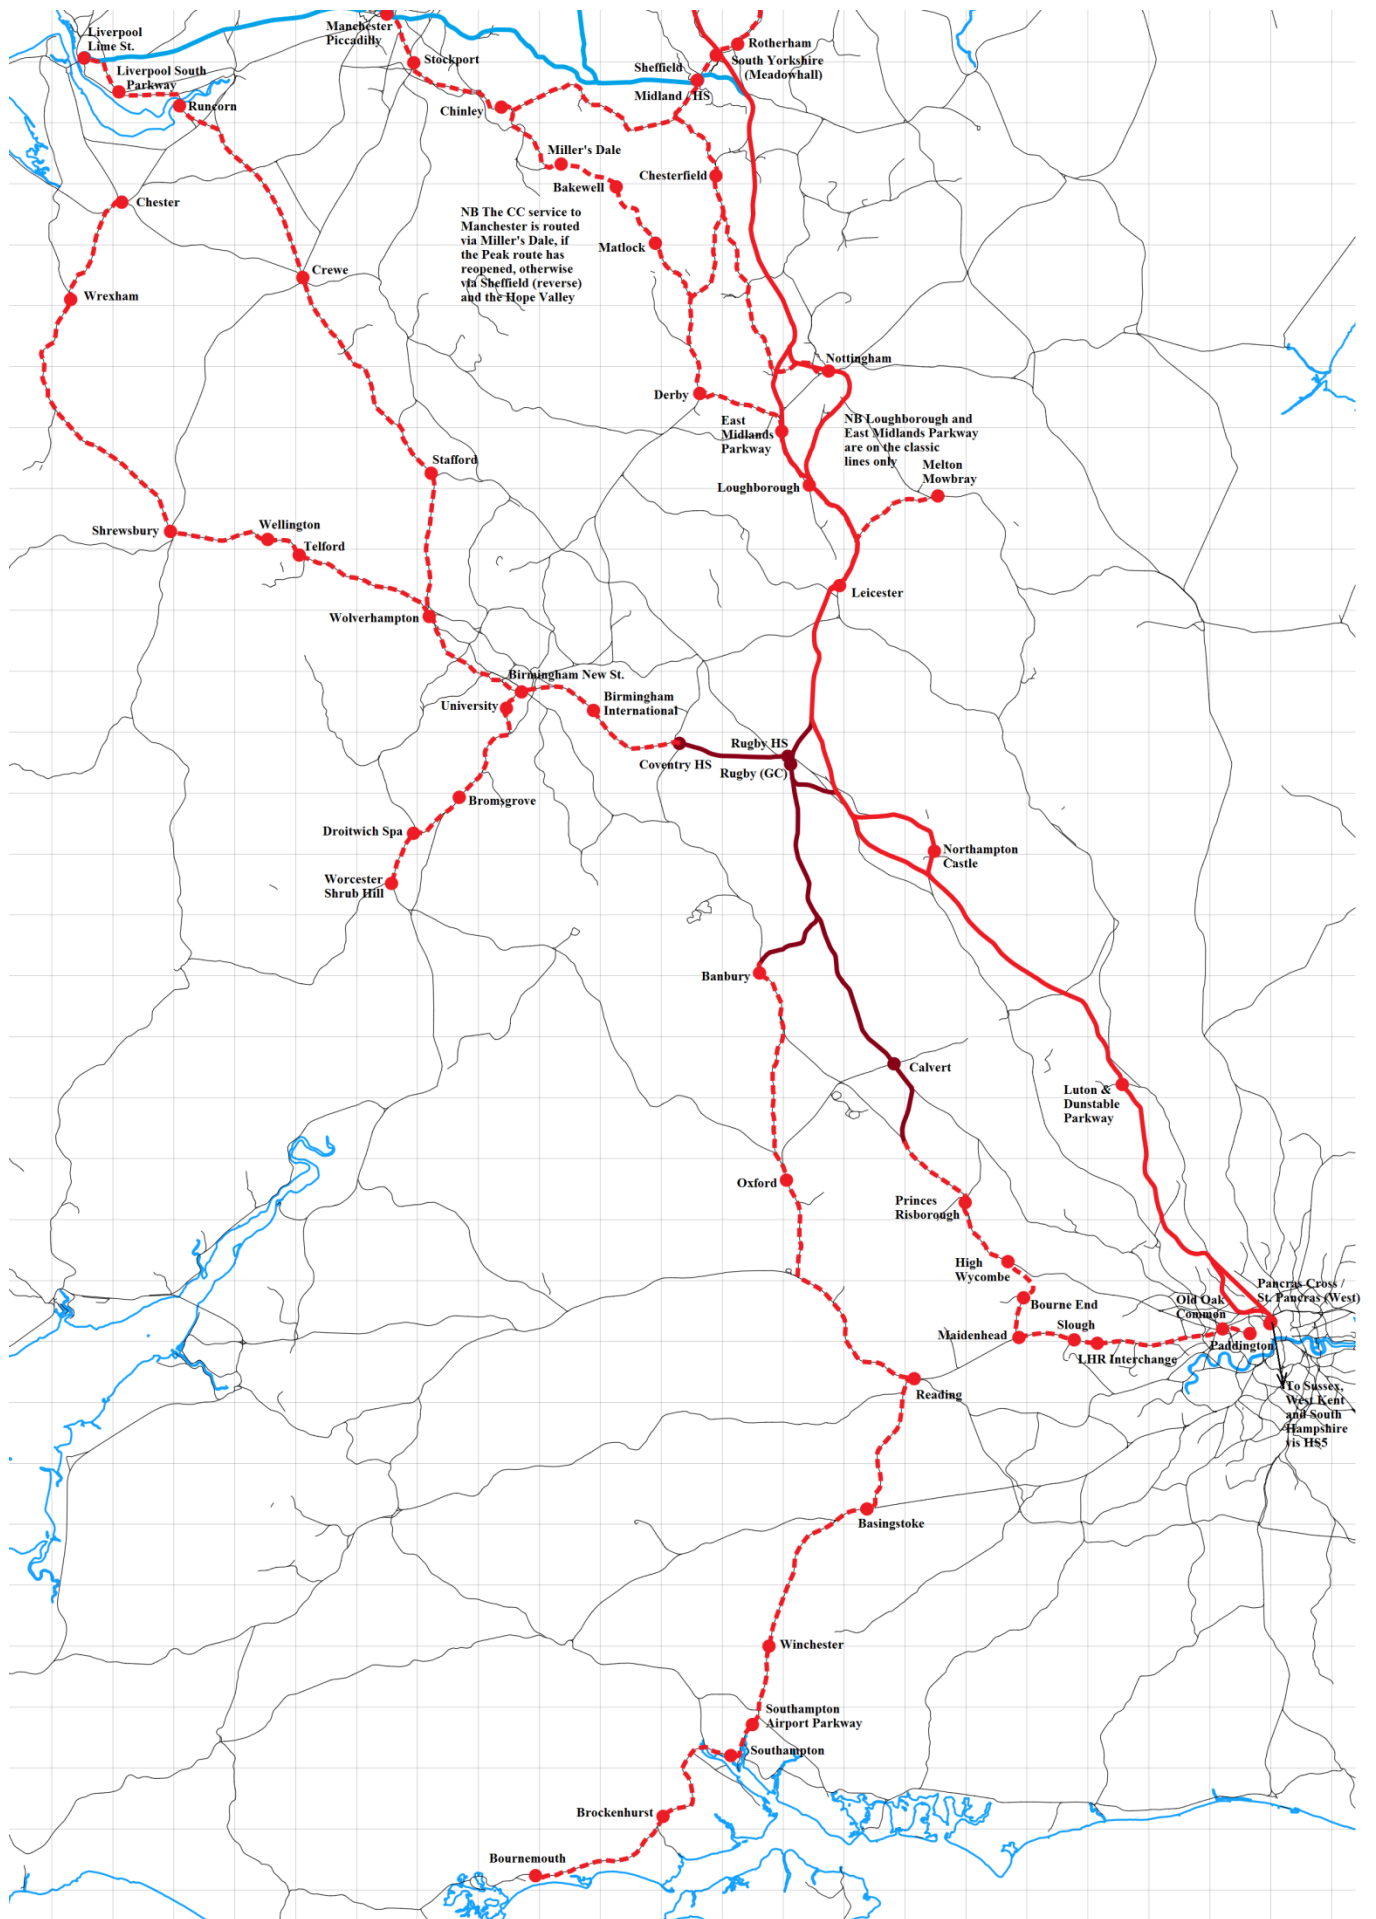 Liverpool
Lime St.
Manchester
Piccadilly
Rotherham
South Yorkshire
(Meadowhall)
Stockport
Sheffield
Midland / HS
Liverpool South
Parkway
Runcorn
Chinley
Miller's Dale
Bakewell
Chesterfield
Chester
NB The CC service to
Manchester is routed
via Miller's Dale, if
the Peak route has
reopened, otherwise
via Sheffield (reverse)
and the Hope Valley
Matlock
Crewe
Wrexham
Nottingham
Derby
East
Midlands
Parkway
NB Loughborough and
East Midlands Parkway
are on the classic
lines only
Melton
Mowbray
Stafford
Loughborough
Shrewsbury
Wellington
Telford
Leicester
Wolverhampton
Birmingham New St.
University
Birmingham
International
Coventry HS
Rugby HS
Rugby (GC)
Bromsgrove
Droitwich Spa
Northampton
Castle
Worcester
Shrub Hill
Banbury
Calvert
Luton &
Dunstable
Parkway
Oxford
Princes
Risborough
High
Wycombe
Bourne End
Pancras Cross /
St. Pancras (West)
Old Oak
Common
Maidenhead
Slough
LHR Interchange
Paddington
Reading
To Sussex,
West Kent
and South
Hampshire
vis HS5
Basingstoke
Winchester
Southampton
Airport Parkway
Southampton
Brockenhurst
Bournemouth